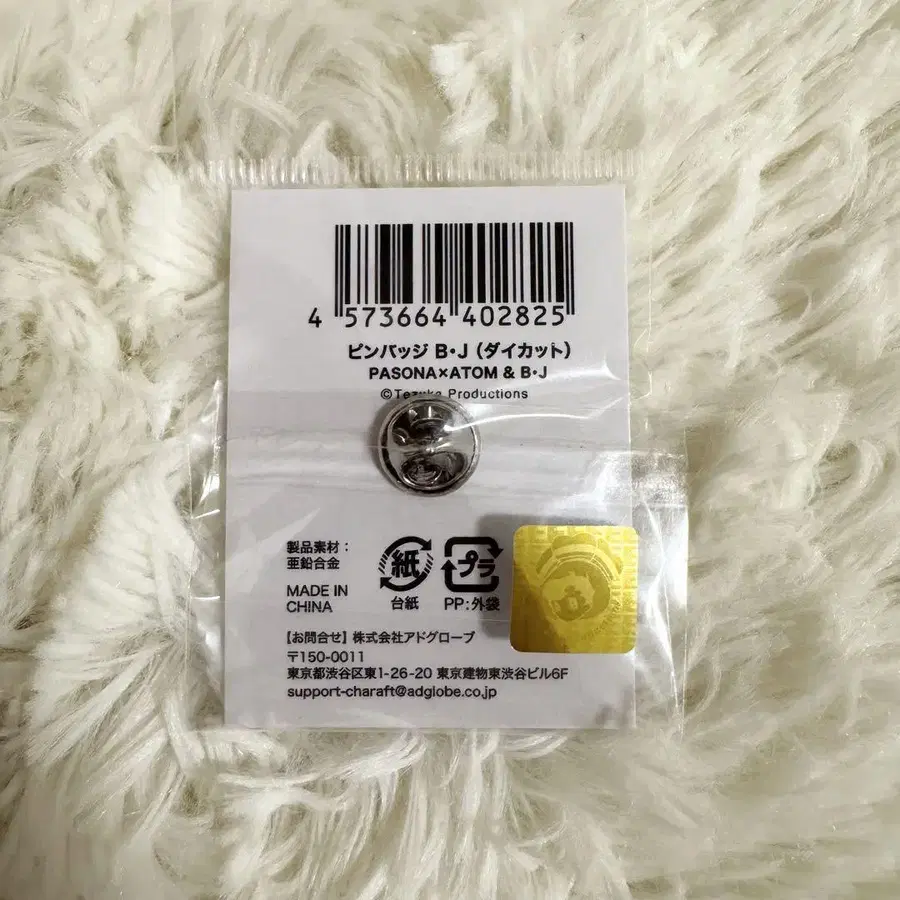 4 573664 402825
ピンバッジ B・J (ダイカット)
PASONA×ATOM & B・J
©Tezuka Productions
製品素材：
亜鉛合金
MADE IN
CHINA
紙
台紙
プラ
PP:外袋
【お問合せ】株式会社アドグローブ
〒150-0011
東京都渋谷区東1-26-20 東京建物東渋谷ビル6F
support-charaft@adglobe.co.jp